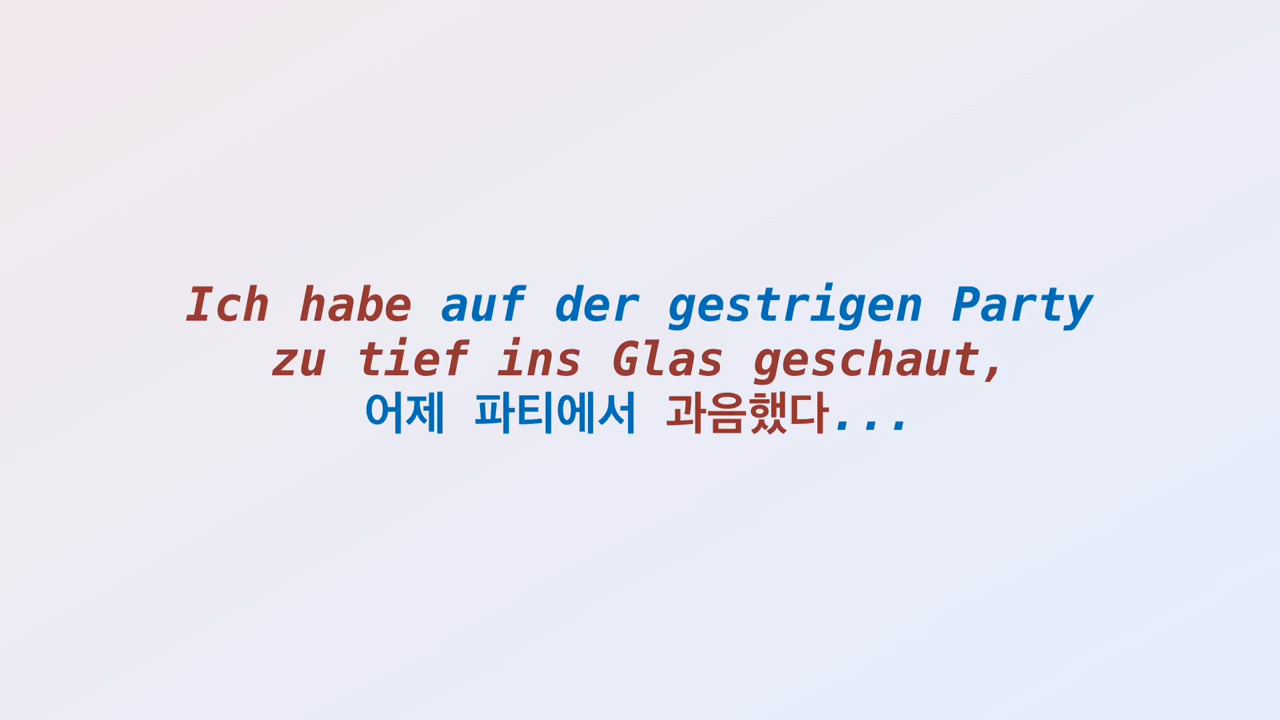 Ich habe auf der gestrigen Party
zu tief ins Glas geschaut,
어제 파티에서 과음했다...